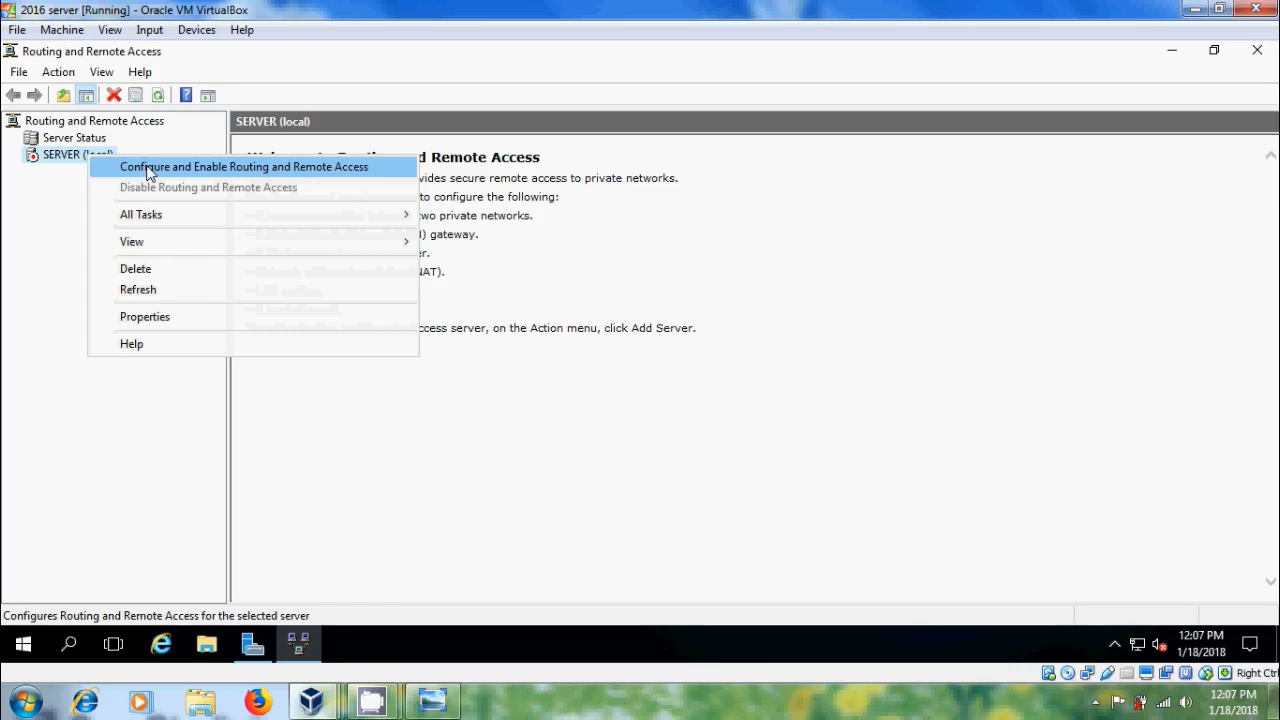 2016 server [Running] - Oracle VM VirtualBox
File Machine View Input Devices Help
Routing and Remote Access
File Action View Help
Routing and Remote Access
Server Status
SERVER (local)
SERVER (local)
d Remote Access
vides secure remote access to private networks.
to configure the following:
two private networks.
) gateway.
er.
NAT).
ccess server, on the Action menu, click Add Server.
Configure and Enable Routing and Remote Access
Disable Routing and Remote Access
All Tasks
View
Delete
Refresh
Properties
Help
Configures Routing and Remote Access for the selected server
12:07 PM
1/18/2018
Right Ctrl
12:07 PM
1/18/2018